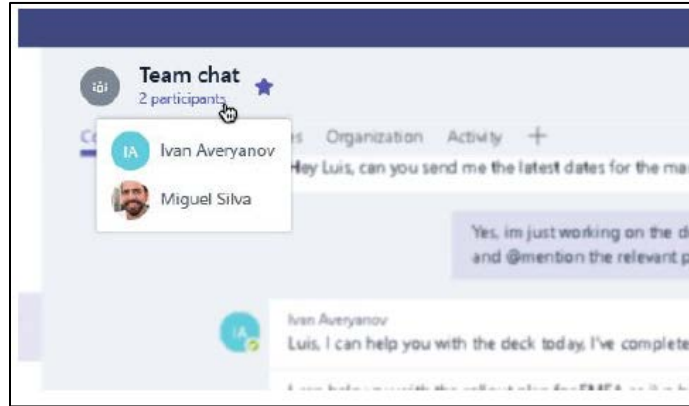 Team chat
2 participants
IA Ivan Averyanov
Miguel Silva
Organization Activity +
Hey Luis, can you send me the latest dates for the ma
Yes, im just working on the d
and @mention the relevant p
IA
Ivan Averyanov
Luis, I can help you with the deck today, I've complete